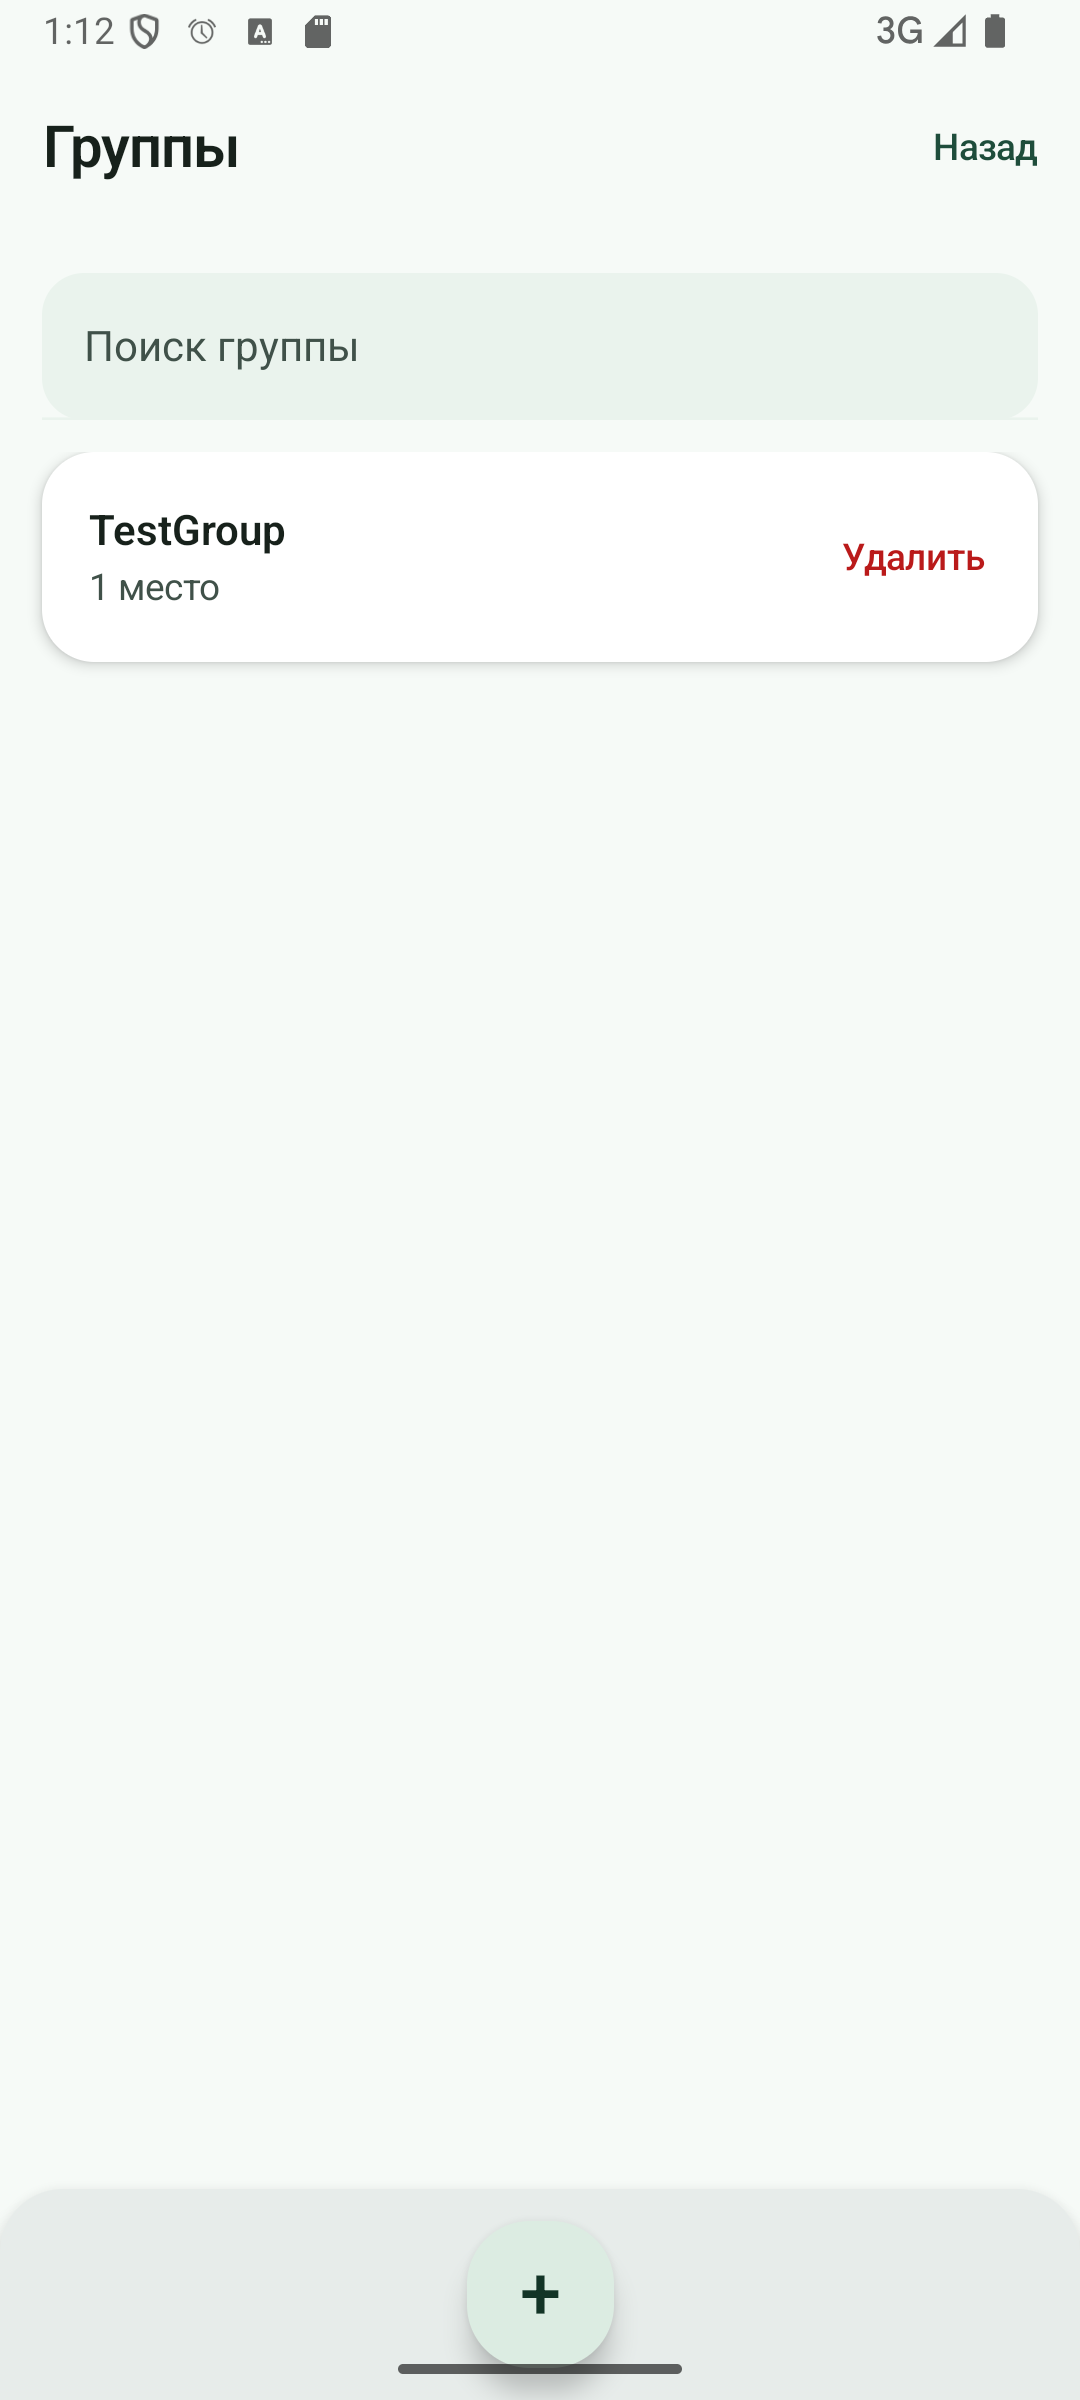 1:12
3G
Группы
Назад
Поиск группы
TestGroup
1 место
Удалить
+